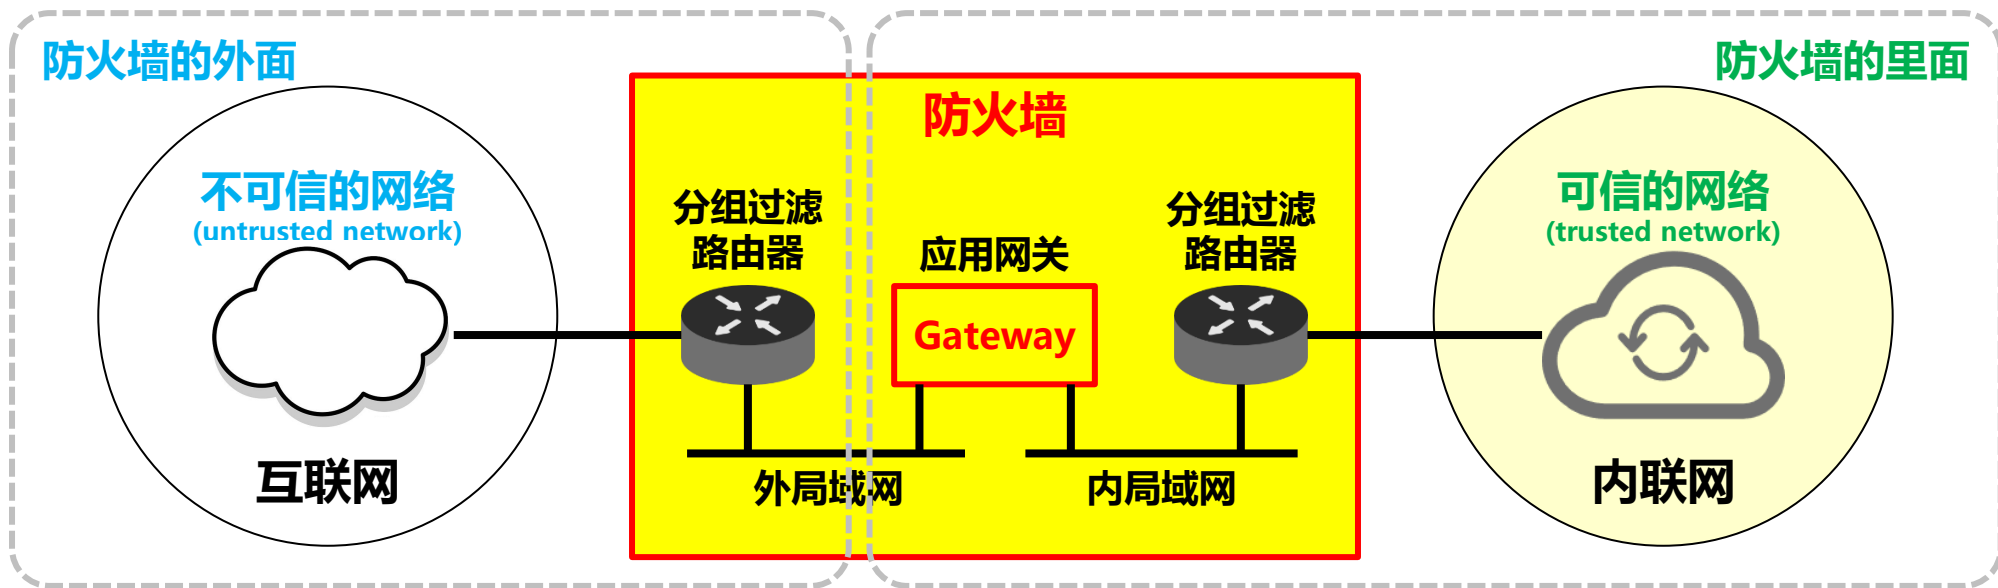 防火墙的外面
防火墙的里面
防火墙
不可信的网络
(untrusted network)
分组过滤
路由器
应用网关
Gateway
分组过滤
路由器
可信的网络
(trusted network)
互联网
外局域网
内局域网
内联网